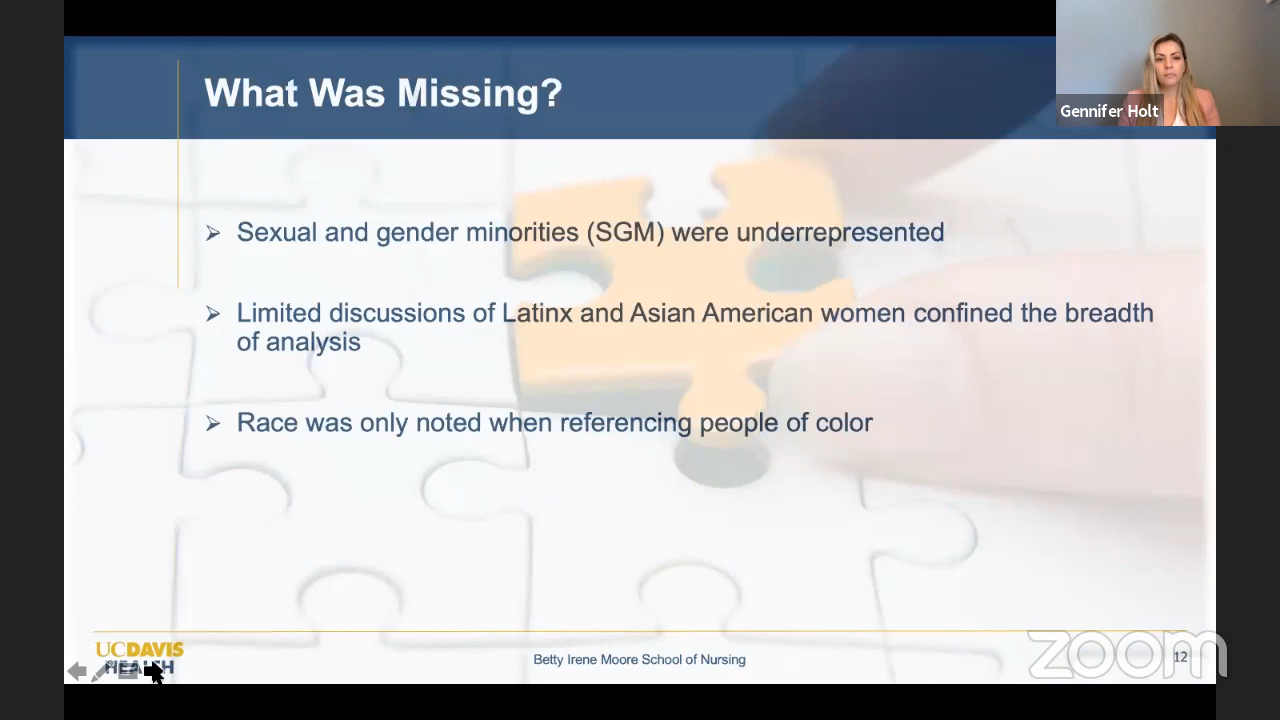 What Was Missing?
Gennifer Holt
➢ Sexual and gender minorities (SGM) were underrepresented
➢ Limited discussions of Latinx and Asian American women confined the breadth
of analysis
➢ Race was only noted when referencing people of color
UCDAVIS
HEALTH
Betty Irene Moore School of Nursing
12
zoom